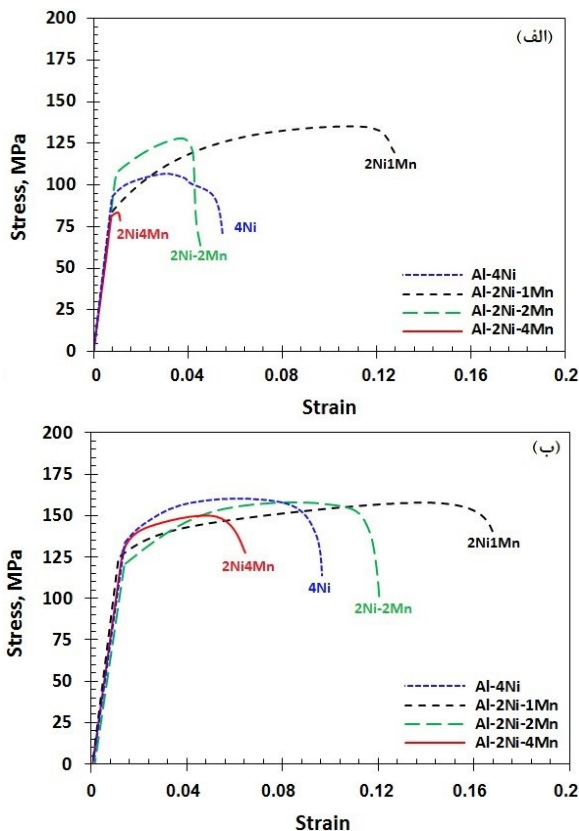 (الف)
Stress, MPa
200
175
150
125
100
75
50
25
0
2Ni1Mn
4Ni
2Ni4Mn
2Ni-2Mn
Al-4Ni
Al-2Ni-1Mn
Al-2Ni-2Mn
Al-2Ni-4Mn
0 0.04 0.08 0.12 0.16 0.2
Strain
(ب)
Stress, MPa
200
175
150
125
100
75
50
25
0
2Ni1Mn
2Ni4Mn
4Ni
2Ni-2Mn
Al-4Ni
Al-2Ni-1Mn
Al-2Ni-2Mn
Al-2Ni-4Mn
0 0.04 0.08 0.12 0.16 0.2
Strain